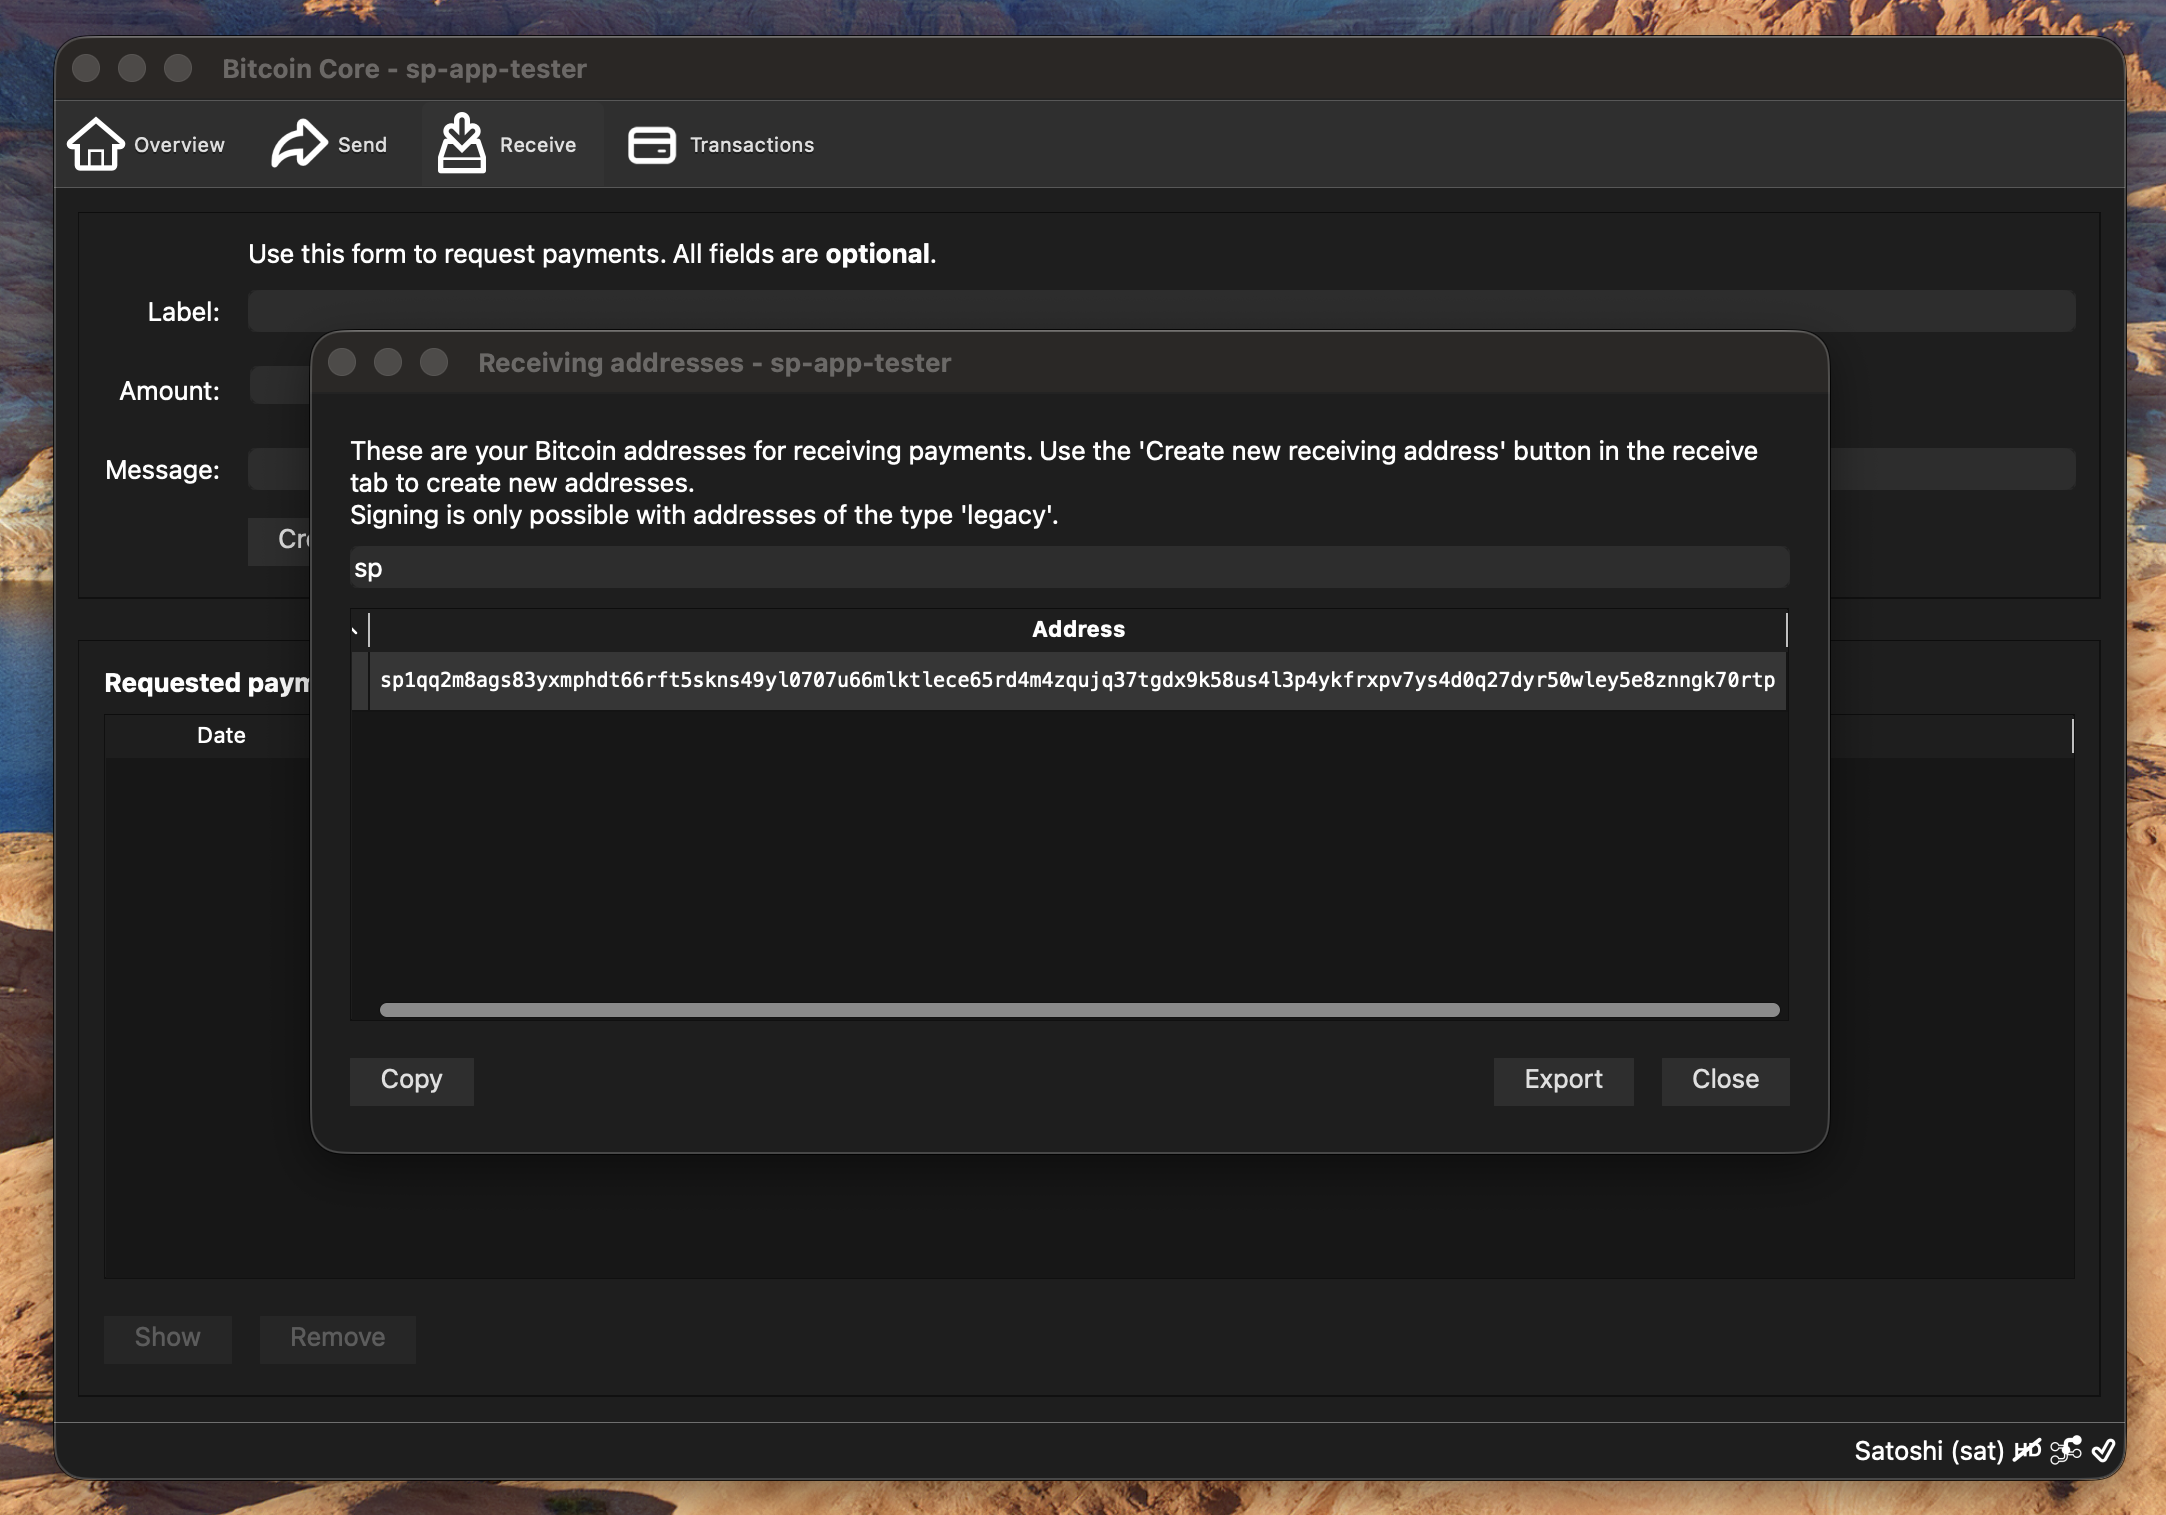 Bitcoin Core - sp-app-tester
Overview
Send
Receive
Transactions
Use this form to request payments. All fields are optional.
Label:
Amount:
Message:
Cr
Receiving addresses - sp-app-tester
These are your Bitcoin addresses for receiving payments. Use the 'Create new receiving address' button in the receive
tab to create new addresses.
Signing is only possible with addresses of the type 'legacy'.
sp
Address
sp1qq2m8ags83yxmphdt66rft5skns49yl0707u66mlktlece65rd4m4zqujq37tgdx9k58us4l3p4ykfrxpv7ys4d0q27dyr50wley5e8znngk70rtp
Copy
Export
Close
Requested paym
Date
Show
Remove
Satoshi (sat) HD